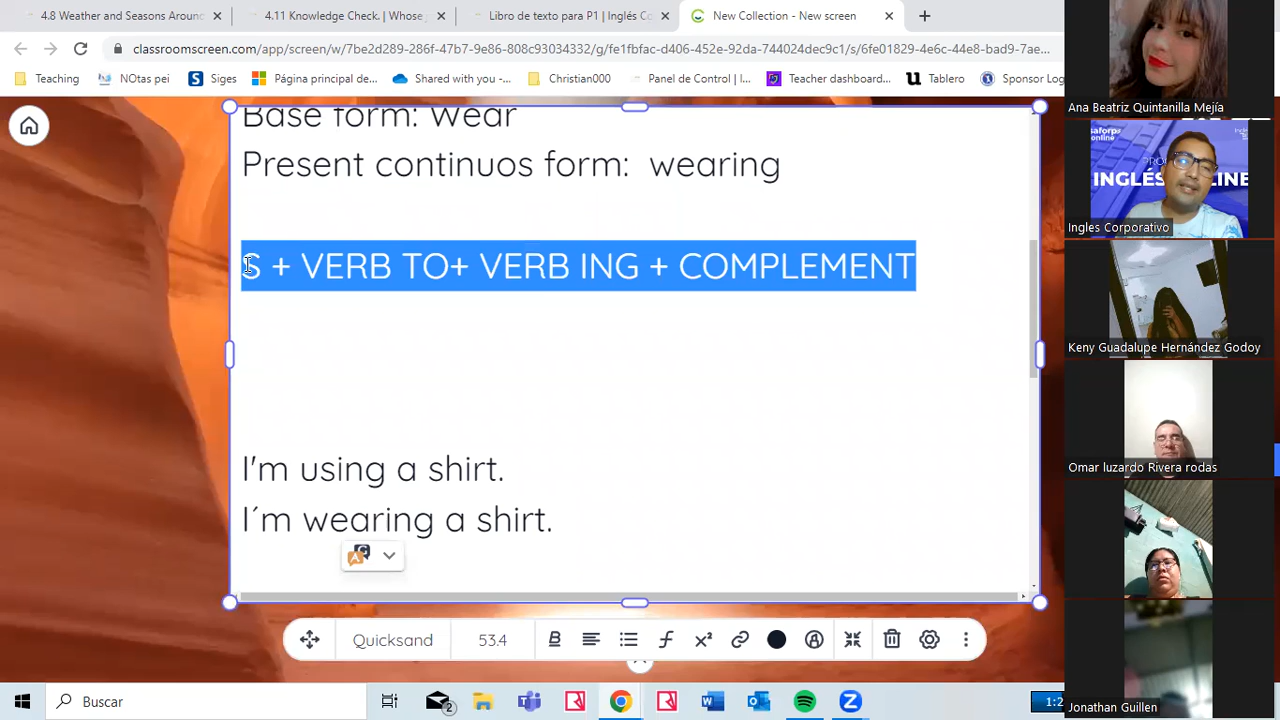 4.8 Weather and Seasons Aroun
4.11 Knowledge Check. | Whose j
Libro de texto para P1 | Inglés Co
New Collection - New screen
classroomscreen.com/app/screen/w/7be2d289-286f-47b7-9e86-808c93034332/g/fe1fbfac-d406-452e-92da-744024dec9c1/s/6fe01829-4e6c-44e8-bad9-7ae...
Teaching
NOtas pei
Siges
Página principal de...
Shared with you -...
Christian000
Panel de Control | I...
Teacher dashboard...
Tablero
Sponsor Log
Base form: Wear
Present continuos form: wearing
S + VERB TO+ VERB ING + COMPLEMENT
I'm using a shirt.
I´m wearing a shirt.
Quicksand
53.4
Ana Beatriz Quintanilla Mejía
INGLÉS
Ingles Corporativo
Keny Guadalupe Hernández Godoy
Omar luzardo Rivera rodas
Jonathan Guillen
Buscar
2
1:2